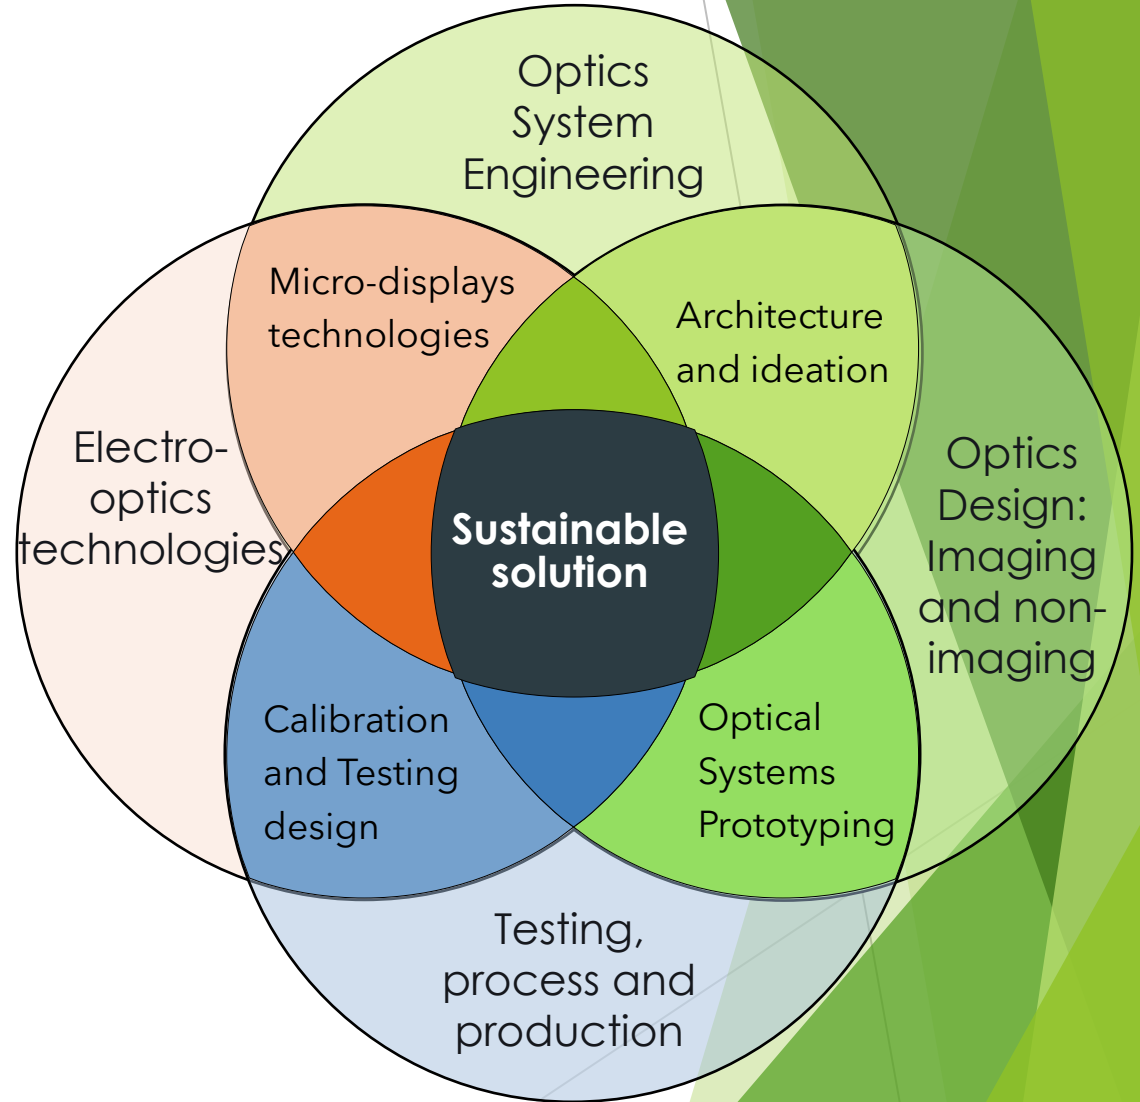 Optics
System
Engineering
Micro-displays
technologies
Architecture
and ideation
Electro-
optics
technologies
Sustainable
solution
Optics
Design:
Imaging
and non-
imaging
Calibration
and Testing
design
Optical
Systems
Prototyping
Testing,
process and
production